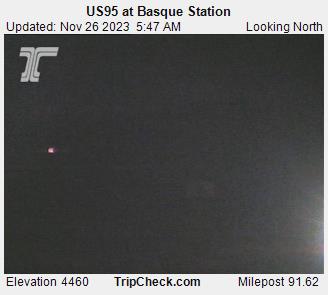 US95 at Basque Station
Updated: Nov 26 2023 5:47 AM Looking North
Elevation 4460 TripCheck.com Milepost 91.62